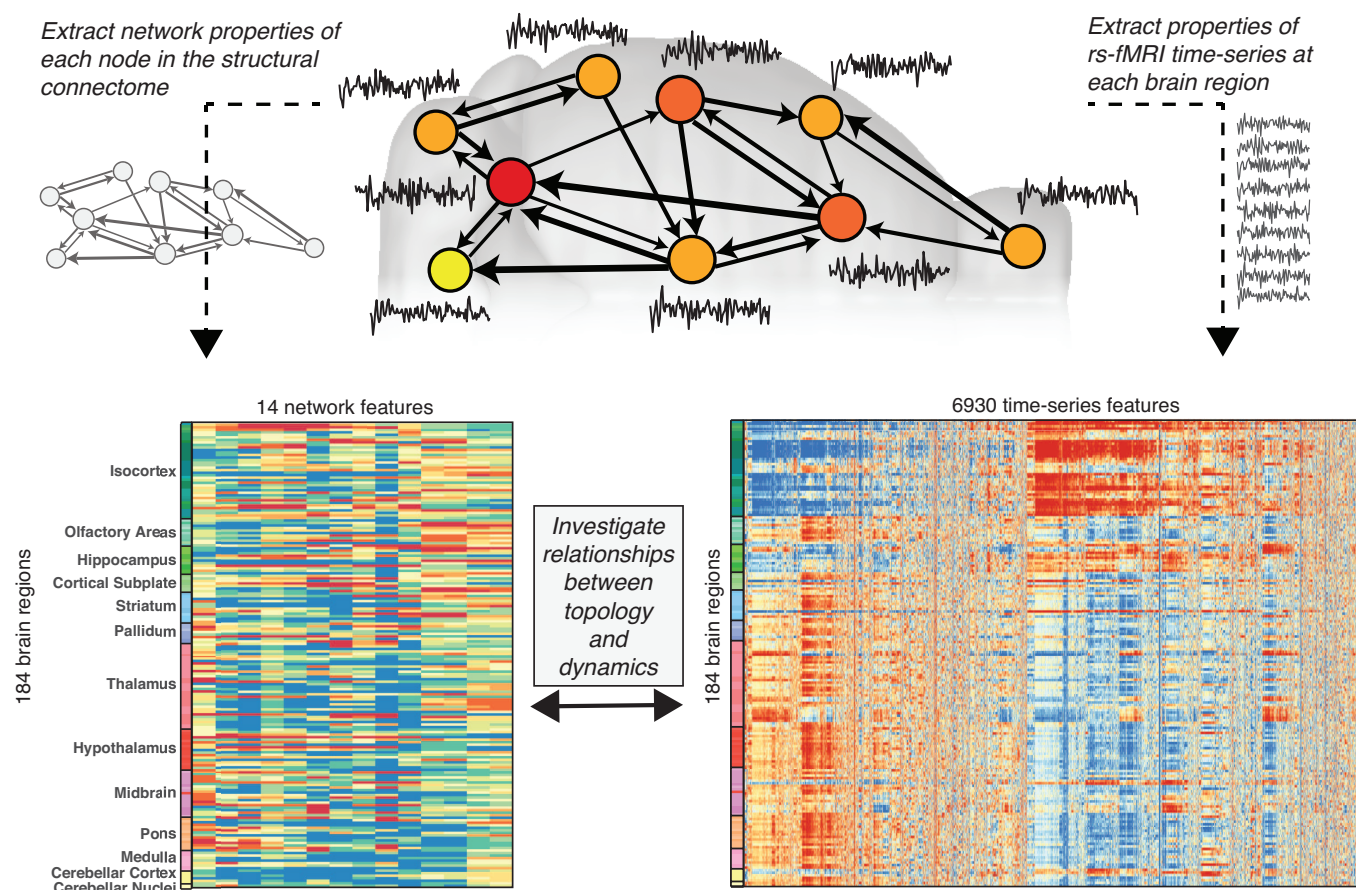 Extract network properties of
each node in the structural
connectome
Extract properties of
rs-fMRI time-series at
each brain region
14 network features
6930 time-series features
184 brain regions
Isocortex
Olfactory Areas
Hippocampus
Cortical Subplate
Striatum
Pallidum
Thalamus
Hypothalamus
Midbrain
Pons
Medulla
Cerebellar Cortex
Cerebellar Nuclei
Investigate
relationships
between
topology
and
dynamics
184 brain regions